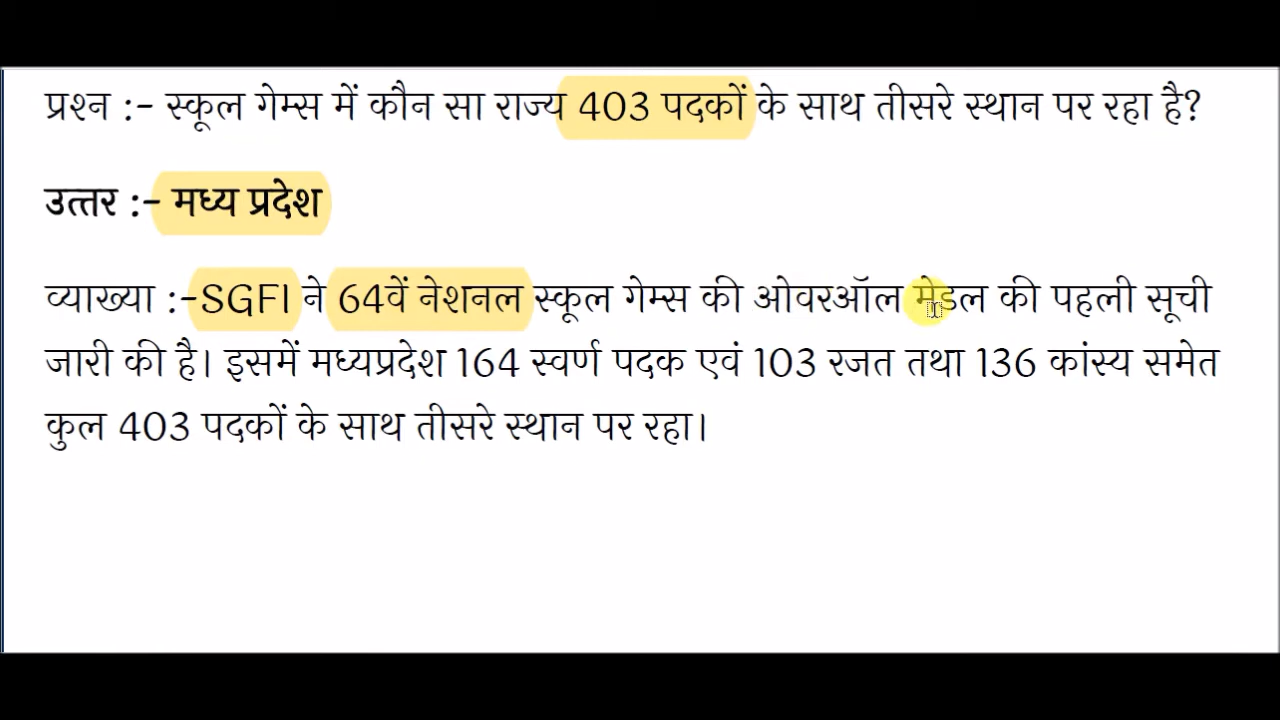 प्रश्न :- स्कूल गेम्स में कौन सा राज्य 403 पदकों के साथ तीसरे स्थान पर रहा है?
उत्तर :- मध्य प्रदेश
व्याख्या :-SGFI ने 64वें नेशनल स्कूल गेम्स की ओवरऑल मेडल की पहली सूची
जारी की है। इसमें मध्यप्रदेश 164 स्वर्ण पदक एवं 103 रजत तथा 136 कांस्य समेत
कुल 403 पदकों के साथ तीसरे स्थान पर रहा।